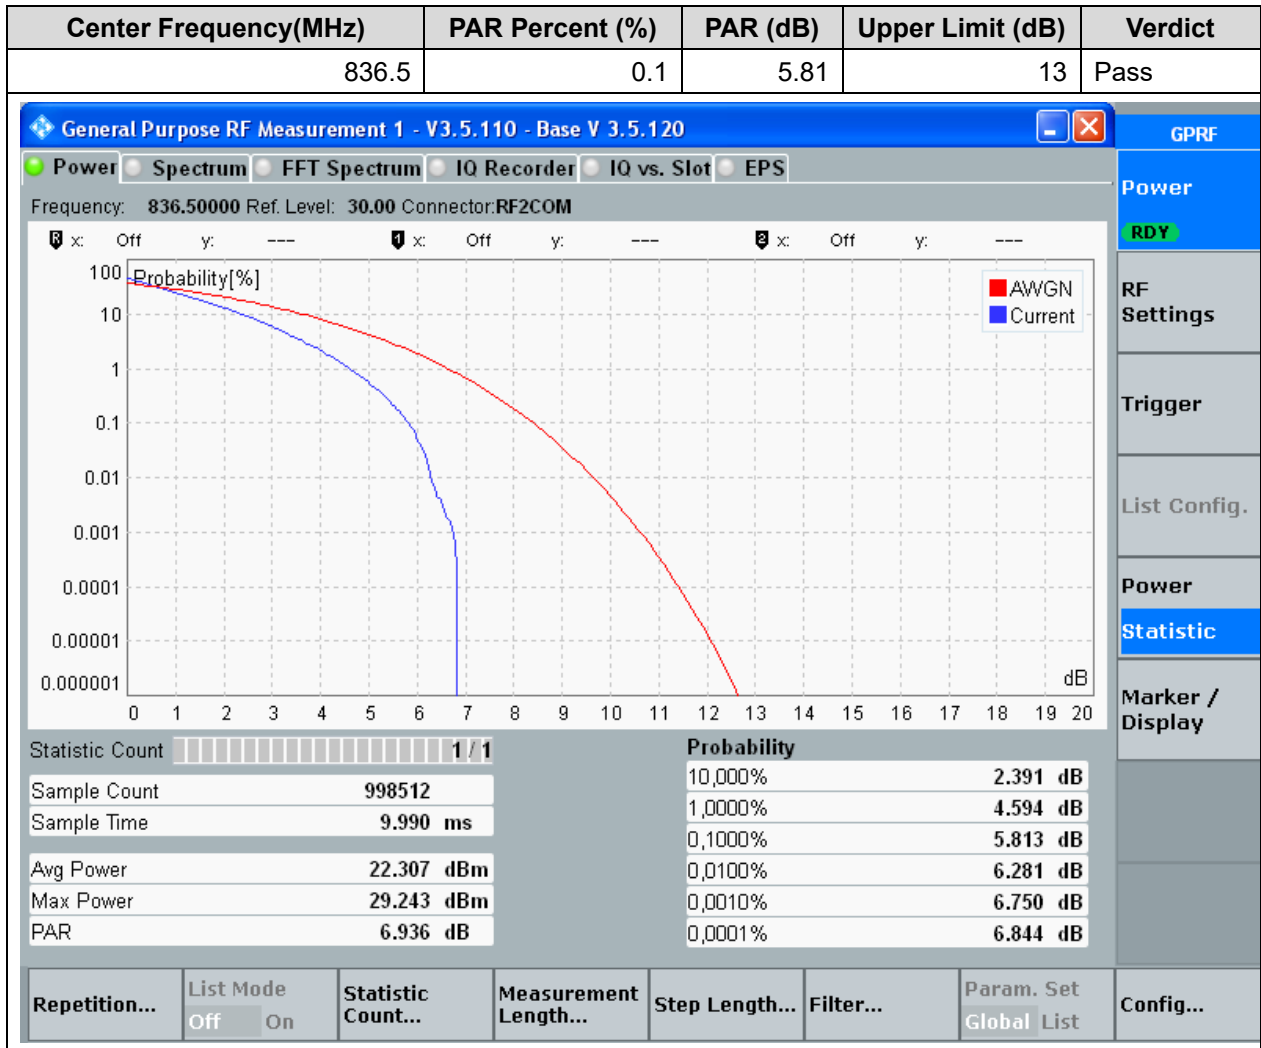 Center Frequency(MHz) PAR Percent (%) PAR (dB) Upper Limit (dB) Verdict
836.5 0.1 5.81 13 Pass
General Purpose RF Measurement 1 - V3.5.110 - Base V 3.5.120
GPRF
Power Spectrum FFT Spectrum IQ Recorder IQ vs. Slot EPS
Power
RDY
Frequency: 836.50000 Ref. Level: 30.00 Connector:RF2COM
R x: Off y: --- 1 x: Off y: --- 2 x: Off y: ---
Probability[%]
AWGN
Current
100
10
1
0.1
0.01
0.001
0.0001
0.00001
0.000001
dB
0 1 2 3 4 5 6 7 8 9 10 11 12 13 14 15 16 17 18 19 20
RF
Settings
Trigger
List Config.
Power
Statistic
Marker /
Display
Statistic Count 1 / 1
Sample Count 998512
Sample Time 9.990 ms
Avg Power 22.307 dBm
Max Power 29.243 dBm
PAR 6.936 dB
Probability
10,000% 2.391 dB
1,0000% 4.594 dB
0,1000% 5.813 dB
0,0100% 6.281 dB
0,0010% 6.750 dB
0,0001% 6.844 dB
Repetition...
List Mode
Off On
Statistic
Count...
Measurement
Length...
Step Length...
Filter...
Param. Set
Global List
Config...